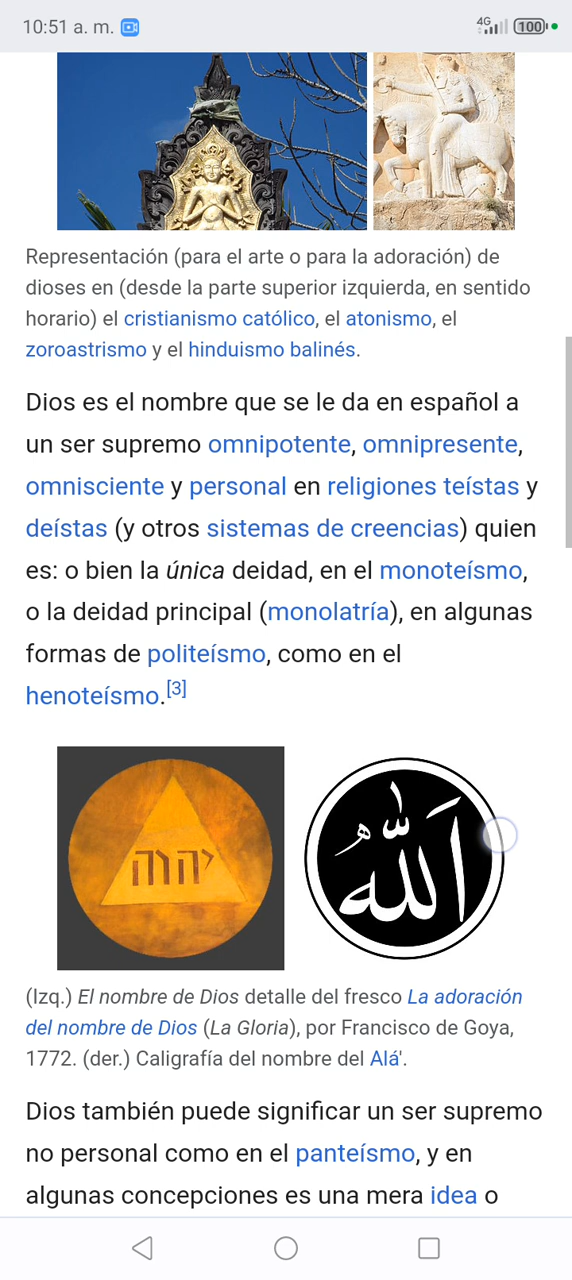 10:51 a. m.
4G
100
Representación (para el arte o para la adoración) de
dioses en (desde la parte superior izquierda, en sentido
horario) el cristianismo católico, el atonismo, el
zoroastrismo y el hinduismo balinés.
Dios es el nombre que se le da en español a
un ser supremo omnipotente, omnipresente,
omnisciente y personal en religiones teístas y
deístas (y otros sistemas de creencias) quien
es: o bien la única deidad, en el monoteísmo,
o la deidad principal (monolatría), en algunas
formas de politeísmo, como en el
henoteísmo.[3]
יהוה
الله
(Izq.) El nombre de Dios detalle del fresco La adoración
del nombre de Dios (La Gloria), por Francisco de Goya,
1772. (der.) Caligrafía del nombre del Alá'.
Dios también puede significar un ser supremo
no personal como en el panteísmo, y en
algunas concepciones es una mera idea o